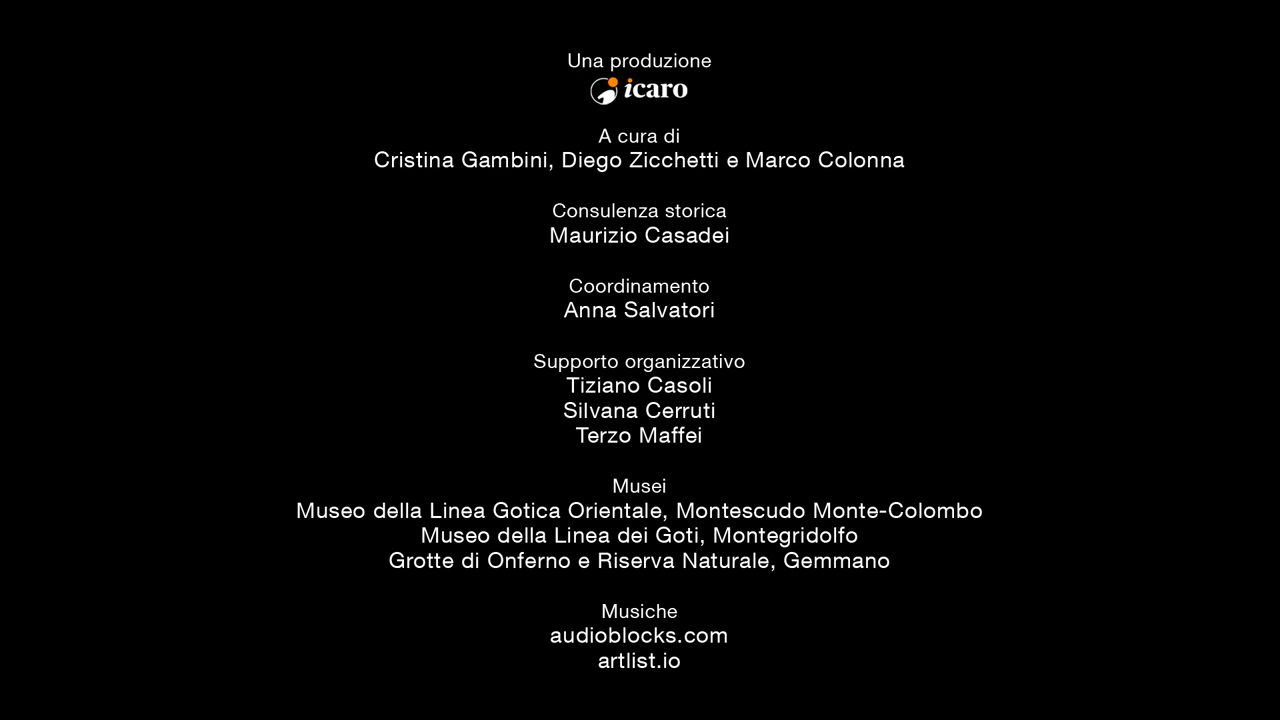 Una produzione
icaro
A cura di
Cristina Gambini, Diego Zicchetti e Marco Colonna
Consulenza storica
Maurizio Casadei
Coordinamento
Anna Salvatori
Supporto organizzativo
Tiziano Casoli
Silvana Cerruti
Terzo Maffei
Musei
Museo della Linea Gotica Orientale, Montescudo Monte-Colombo
Museo della Linea dei Goti, Montegridolfo
Grotte di Onferno e Riserva Naturale, Gemmano
Musiche
audioblocks.com
artlist.io